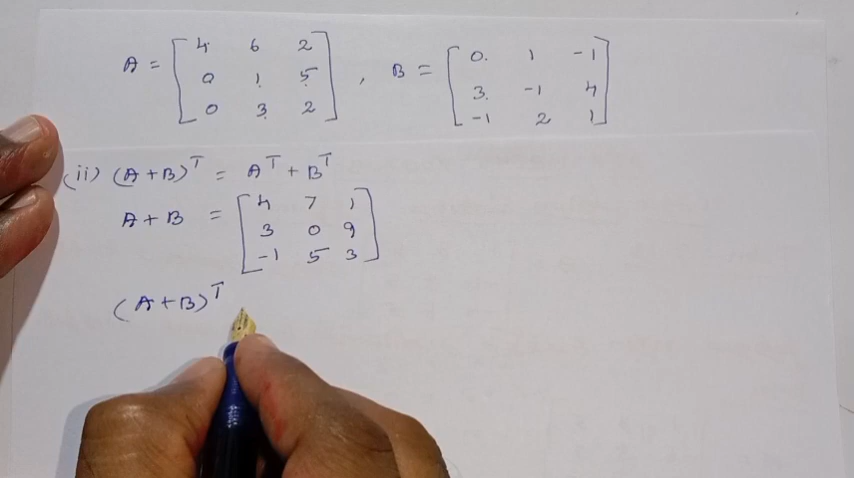 A = [ 4 6 2 , B = [ 0 1 -1
0 1 5 3 -1 4
0 3 2 ] -1 2 1 ]
(ii) (A+B)^T = A^T + B^T
A+B = [ 4 7 1
3 0 9
-1 5 3 ]
(A+B)^T